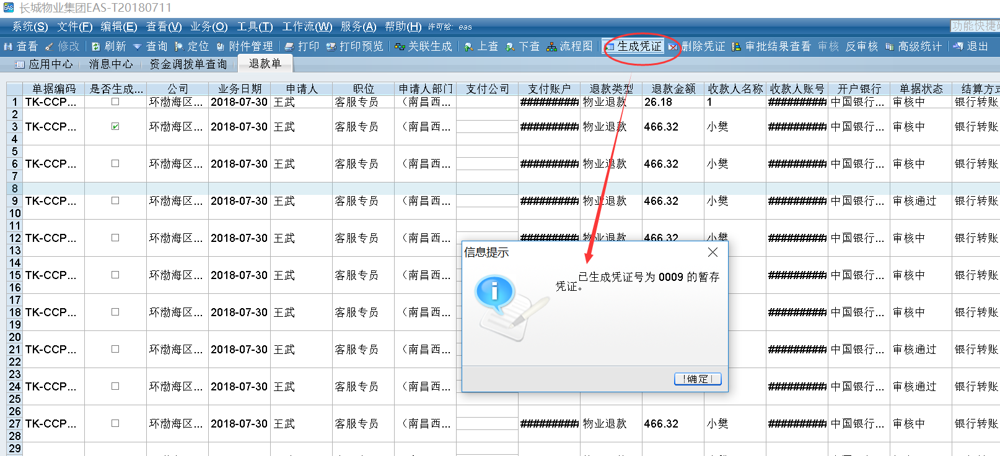 EAS 长城物业集团EAS-T20180711
系统(S) 文件(F) 编辑(E) 查看(V) 业务(O) 工具(T) 工作流(W) 服务(A) 帮助(H) 许可给: eas 功能快捷
查看 修改 刷新 查询 定位 附件管理 打印 打印预览 关联生成 上查 下查 流程图 生成凭证 删除凭证 审批结果查看 审核 反审核 高级统计 退出
应用中心 消息中心 资金调拨单查询 退款单
单据编码 是否生成... 公司 业务日期 申请人 职位 申请人部门 支付公司 支付账户 退款类型 退款金额 收款人名称 收款人账号 开户银行 单据状态 结算方式
1 TK-CCP... 环渤海区... 2018-07-30 王武 客服专员 （南昌西... ########## 物业退款 26.18 1 ########## 中国银行... 审核中 银行转账
2
3 TK-CCP... 环渤海区... 2018-07-30 王武 客服专员 （南昌西... ########## 物业退款 466.32 小樊 ########## 中国银行... 审核中 银行转账
4
5
6 TK-CCP... 环渤海区... 2018-07-30 王武 客服专员 （南昌西... ########## 物业退款 466.32 小樊 ########## 中国银行... 审核中 银行转账
7
8
9 TK-CCP... 环渤海区... 2018-07-30 王武 客服专员 （南昌西... ########## 物业退款 466.32 小樊 ########## 中国银行... 审核通过 银行转账
10
11
12 TK-CCP... 环渤海区... 2018-07-30 王武 客服专员 （南昌西... ########## 物业退款 466.32 小樊 ########## 中国银行... 审核中 银行转账
13
14
15 TK-CCP... 环渤海区... 2018-07-30 王武 客服专员 （南昌西... ########## 中国银行... 审核中 银行转账
16
17
18 TK-CCP... 环渤海区... 2018-07-30 王武 客服专员 （南昌西... ########## 中国银行... 审核中 银行转账
19
20
21 TK-CCP... 环渤海区... 2018-07-30 王武 客服专员 （南昌西... ########## 中国银行... 审核通过 银行转账
22
23
24 TK-CCP... 环渤海区... 2018-07-30 王武 客服专员 （南昌西... ########## 中国银行... 审核通过 银行转账
25
26
27 TK-CCP... 环渤海区... 2018-07-30 王武 客服专员 （南昌西... ########## 物业退款 466.32 小樊 ########## 中国银行... 审核中 银行转账
28
29
信息提示
已生成凭证号为 0009 的暂存
凭证。
确定